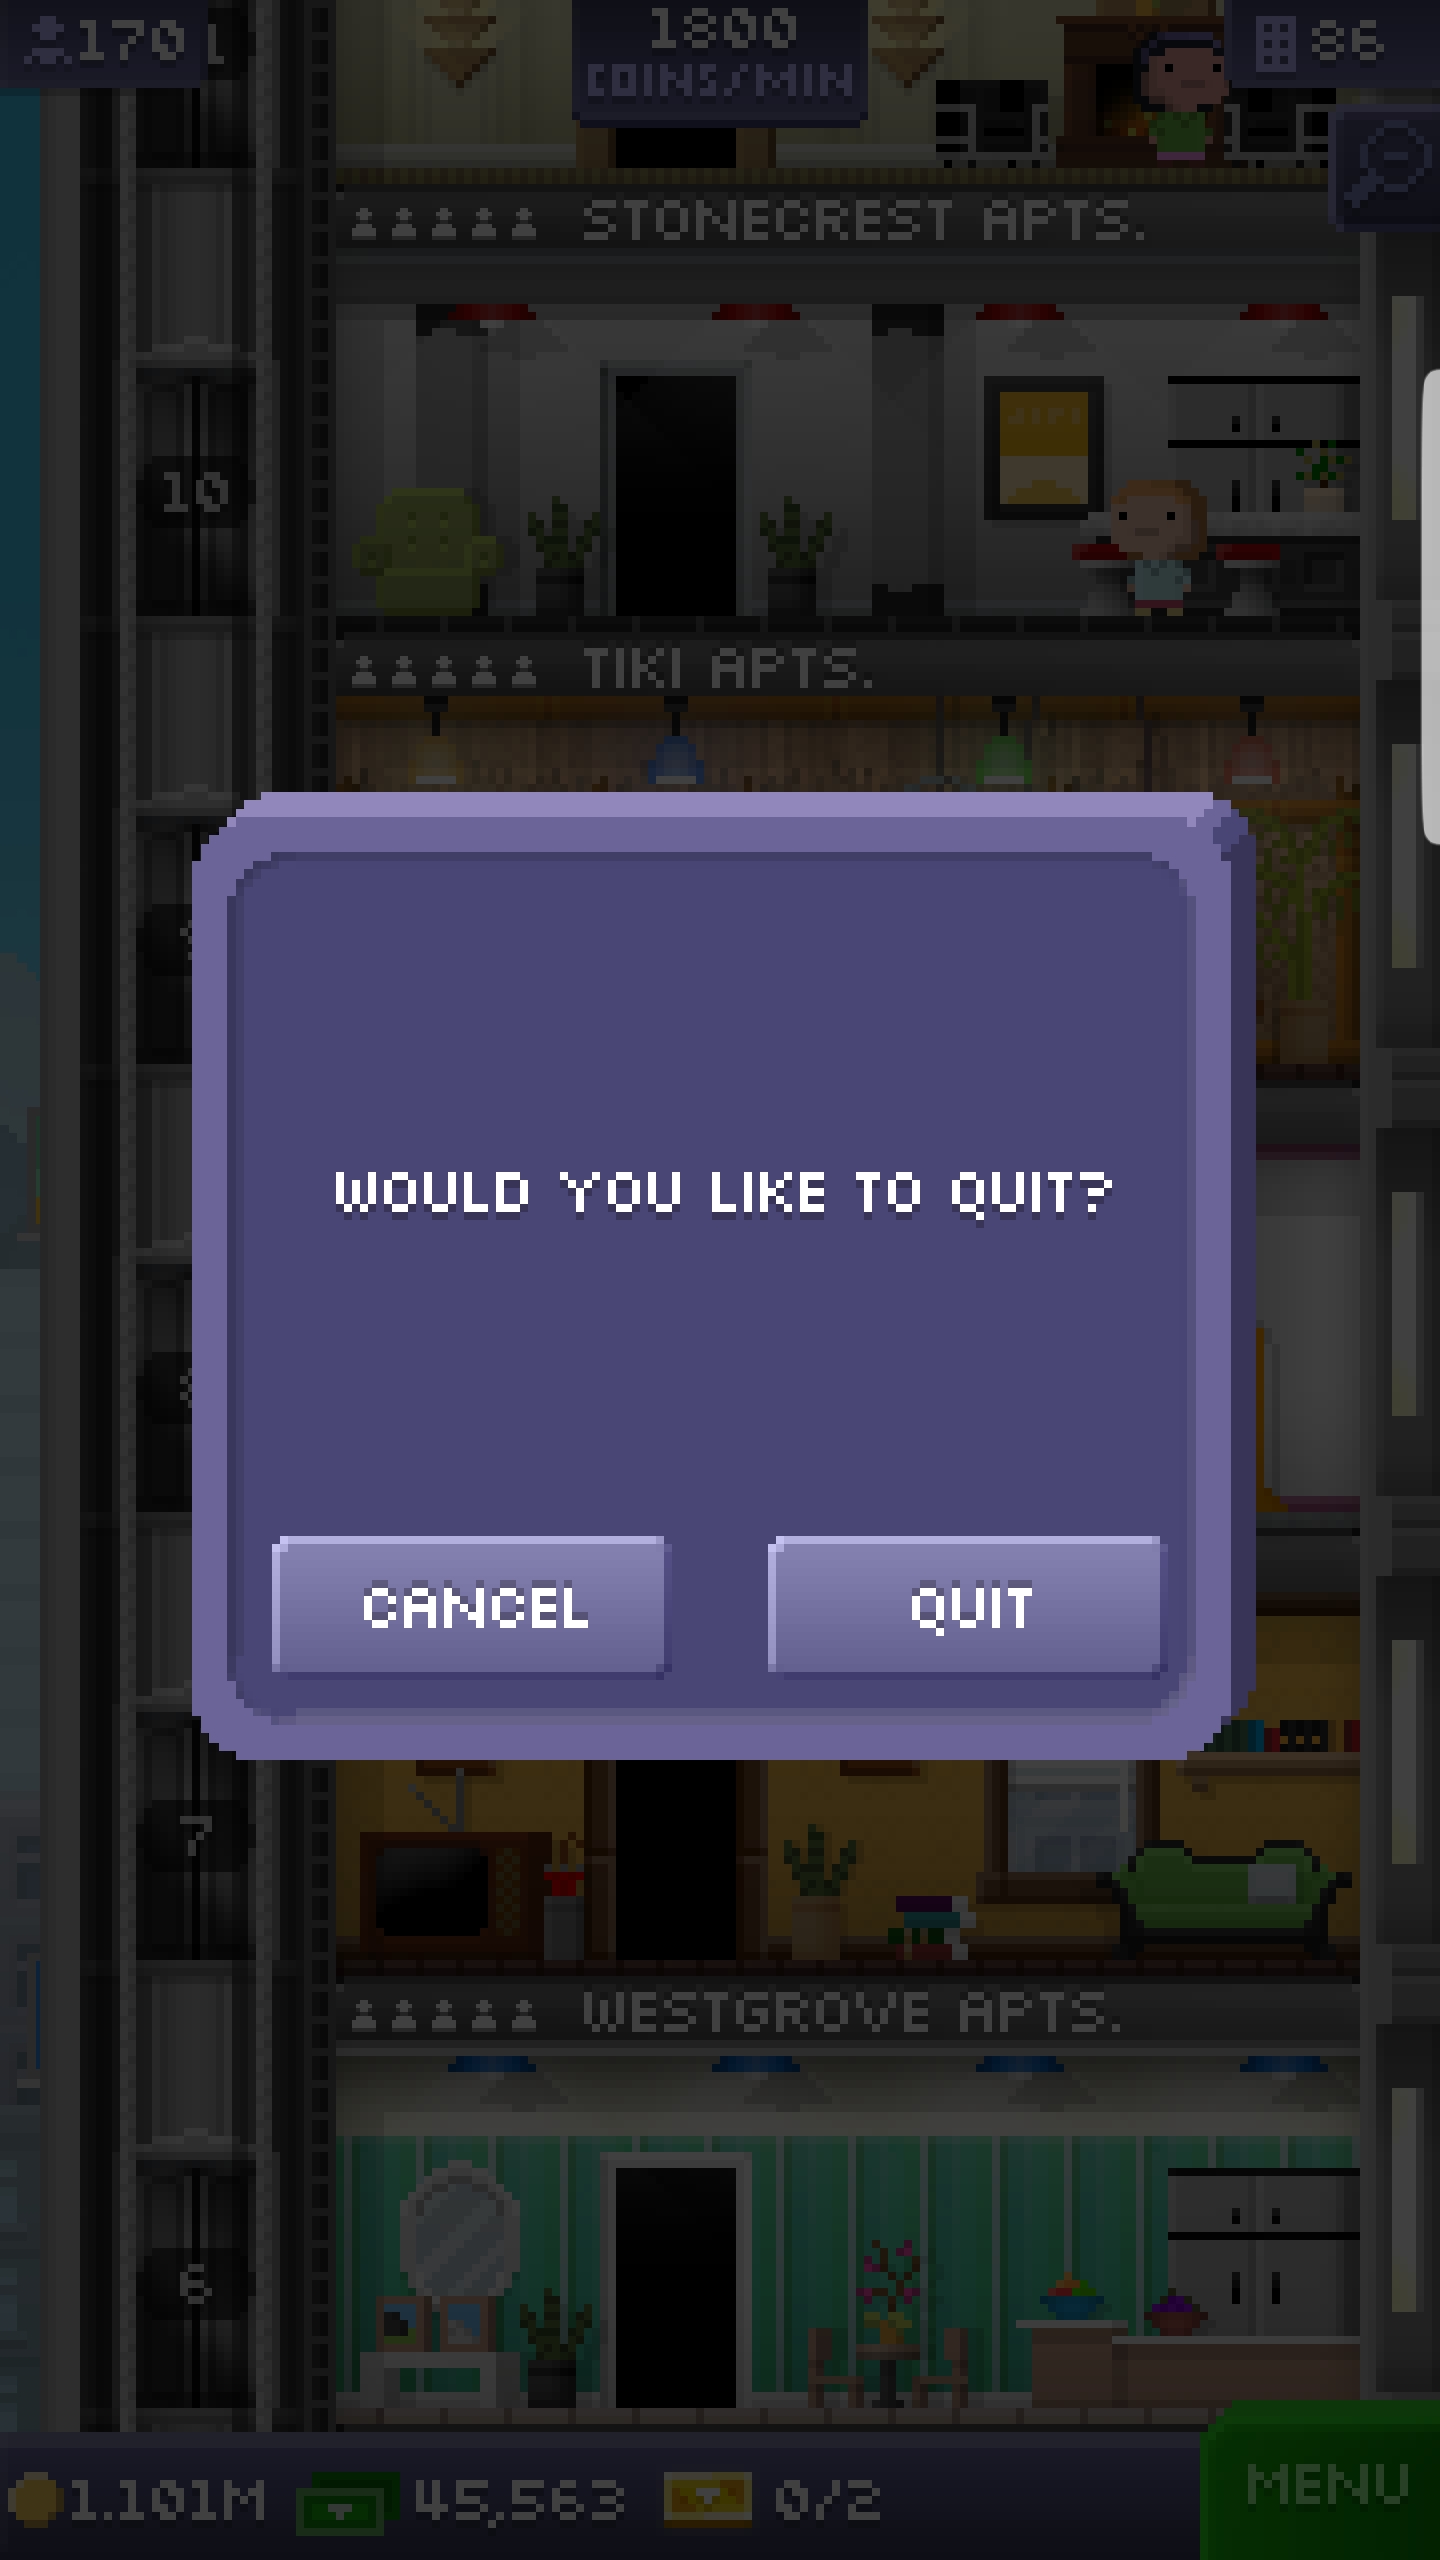 170
1800
COINS/MIN
86
STONECREST APTS.
10
TIKI APTS.
WOULD YOU LIKE TO QUIT?
CANCEL
QUIT
7
WESTGROVE APTS.
6
1.101M
45,563
0/2
MENU